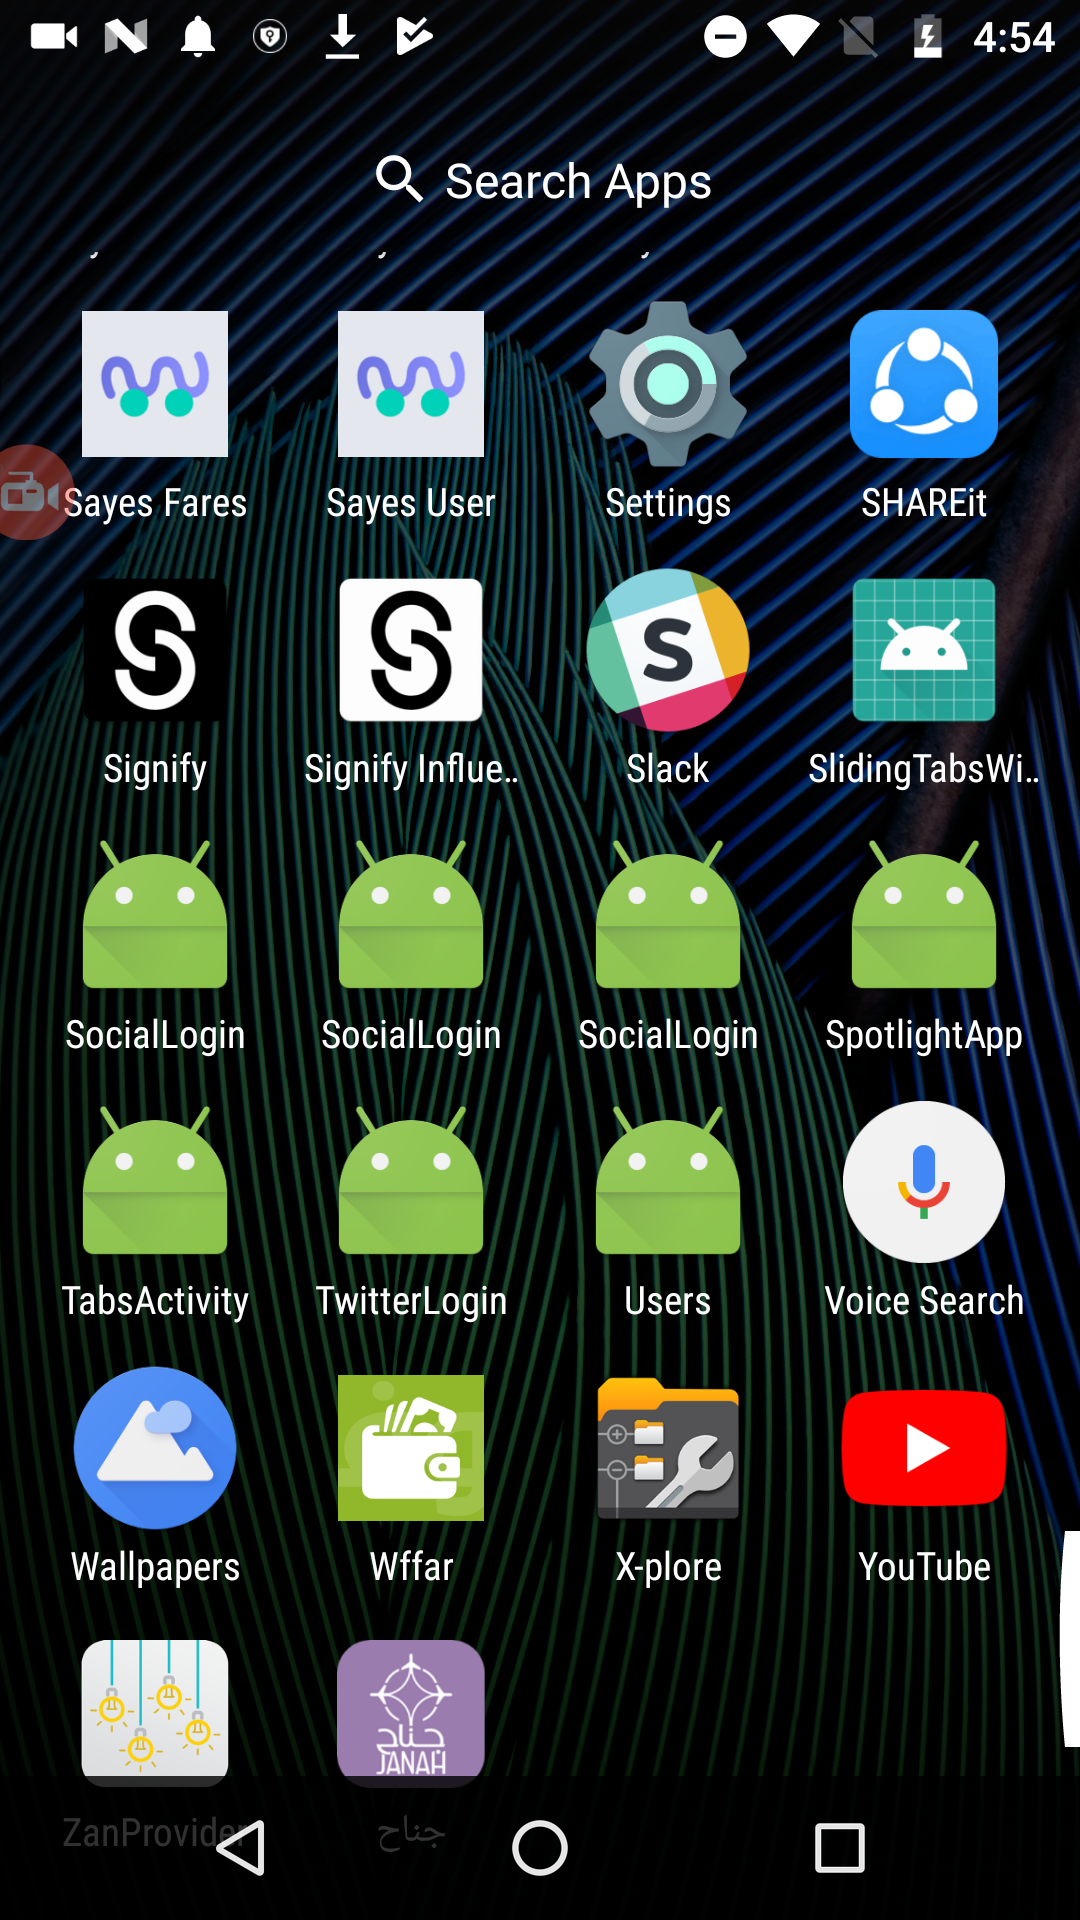 4:54
Search Apps
Sayes Fares
Sayes User
Settings
SHAREit
S
S
S
Signify
Signify Influe…
Slack
SlidingTabsWi…
SocialLogin
SocialLogin
SocialLogin
SpotlightApp
TabsActivity
TwitterLogin
Users
Voice Search
Wallpapers
Wffar
X-plore
YouTube
جناح
JANAH
ZanProvider
جناح